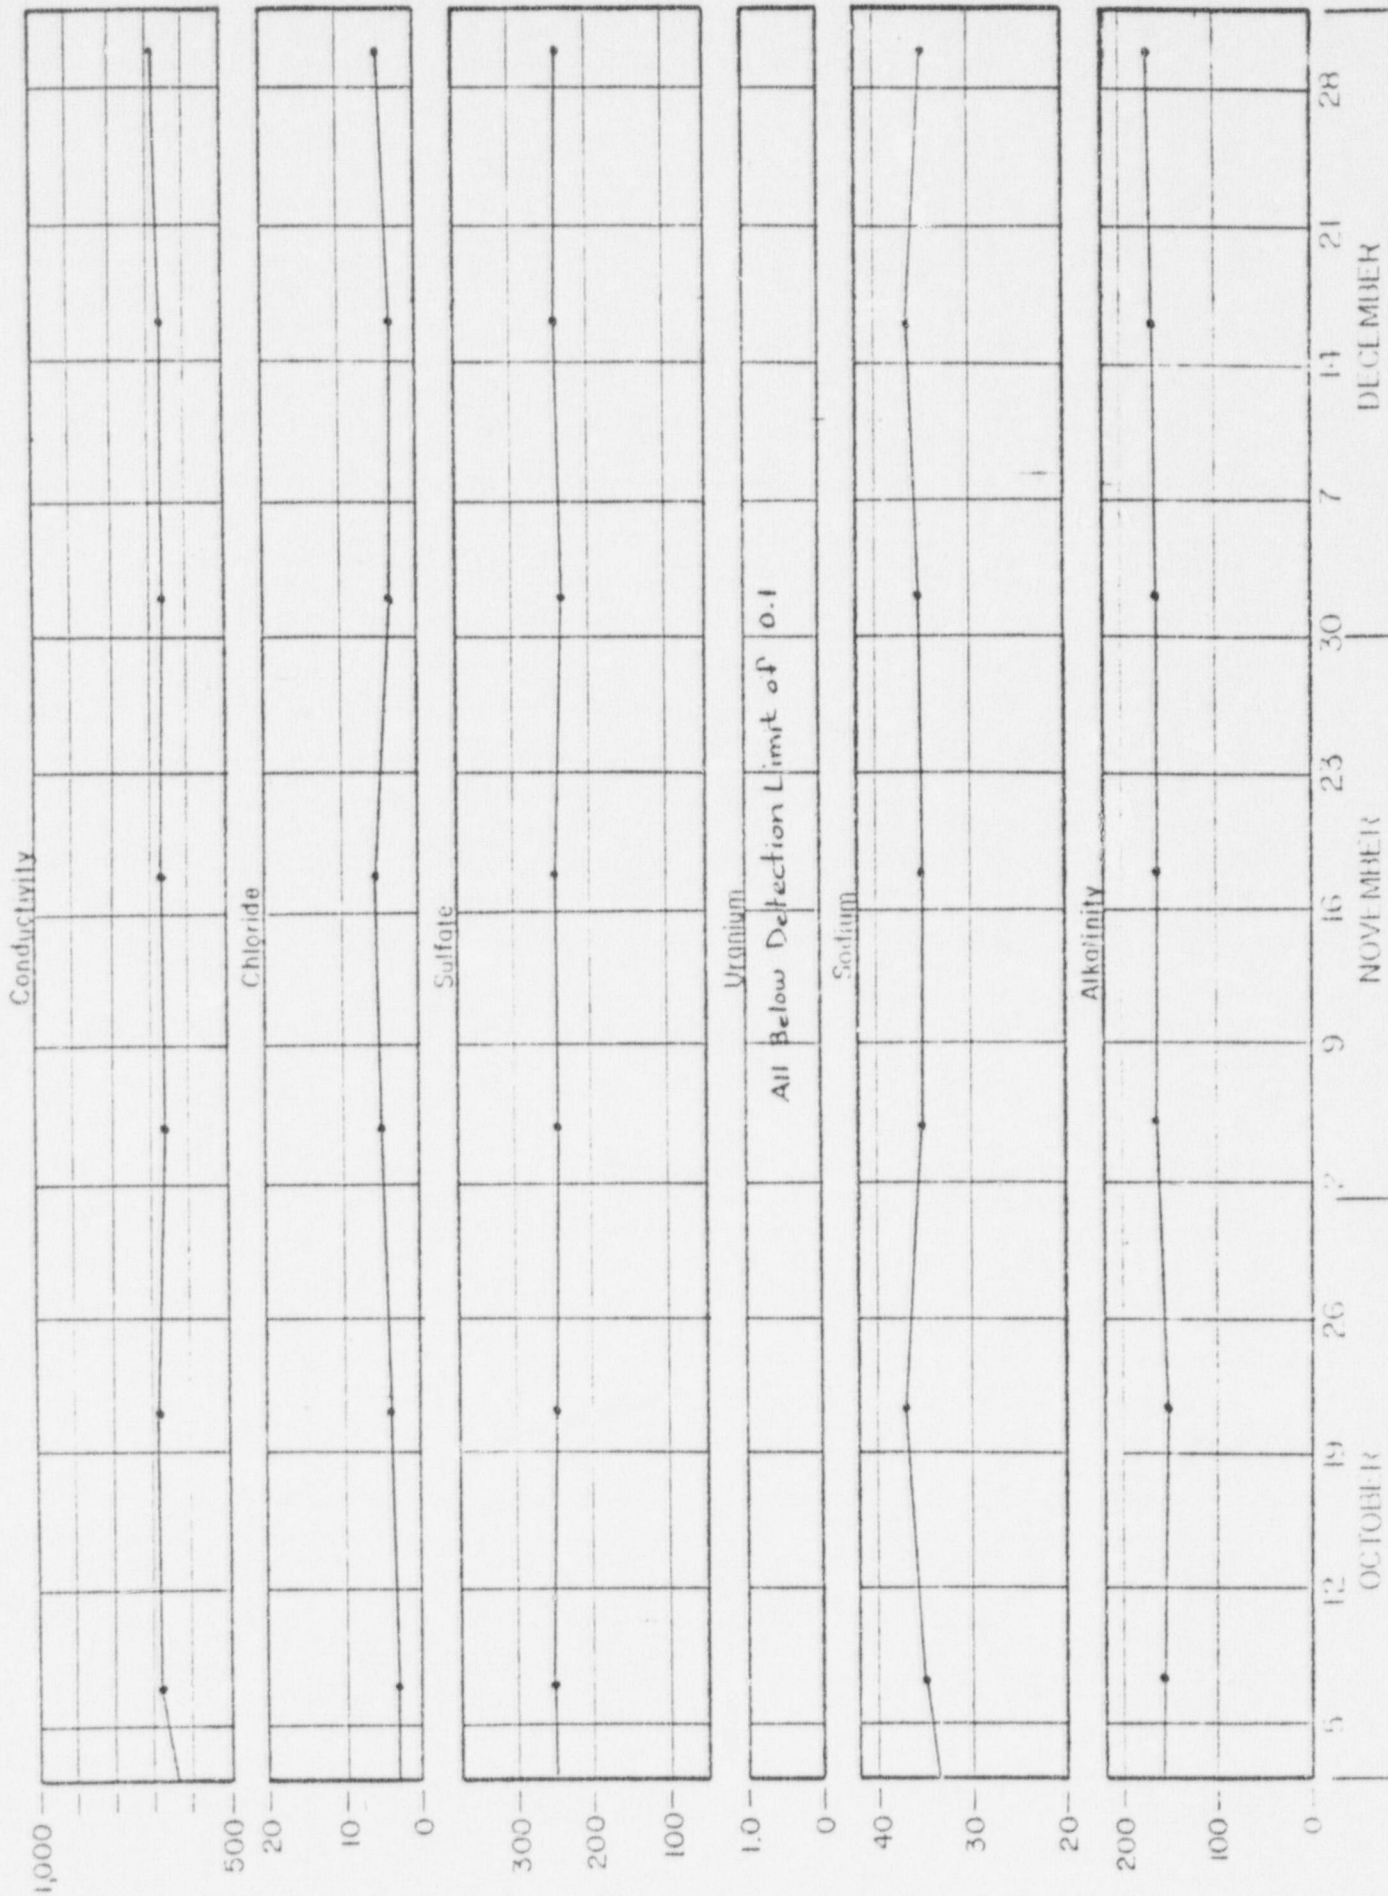 Conductivity
1,000
500
Chloride
20
10
0
Sulfate
300
200
100
Uranium
1.0
0
All Below Detection Limit of 0.1
Sodium
40
30
20
Alkalinity
200
100
0
5 12 19 26 2 9 16 23 30 7 14 21 28
OCTOBER NOVEMBER DECEMBER